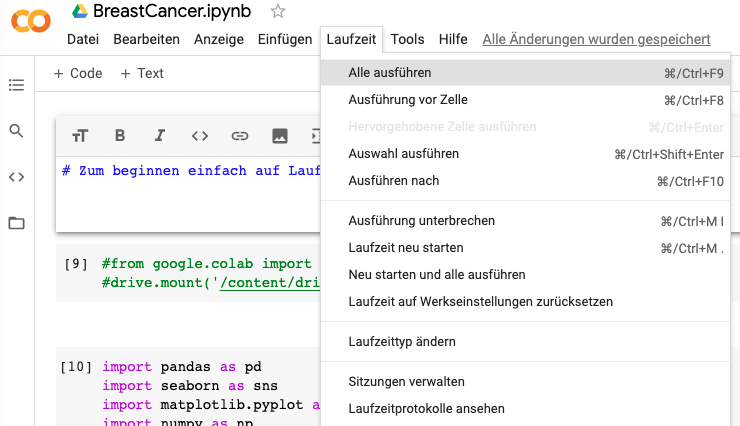 BreastCancer.ipynb
Datei Bearbeiten Anzeige Einfügen Laufzeit Tools Hilfe Alle Änderungen wurden gespeichert
+ Code + Text
Alle ausführen ⌘/Ctrl+F9
Ausführung vor Zelle ⌘/Ctrl+F8
Hervorgehobene Zelle ausführen ⌘/Ctrl+Enter
Auswahl ausführen ⌘/Ctrl+Shift+Enter
Ausführen nach ⌘/Ctrl+F10
Ausführung unterbrechen ⌘/Ctrl+M I
Laufzeit neu starten ⌘/Ctrl+M .
Neu starten und alle ausführen
Laufzeit auf Werkseinstellungen zurücksetzen
Laufzeittyp ändern
Sitzungen verwalten
Laufzeitprotokolle ansehen
# Zum beginnen einfach auf Lauf
[9] #from google.colab import
#drive.mount('/content/dri
[10] import pandas as pd
import seaborn as sns
import matplotlib.pyplot a
import numpy as np